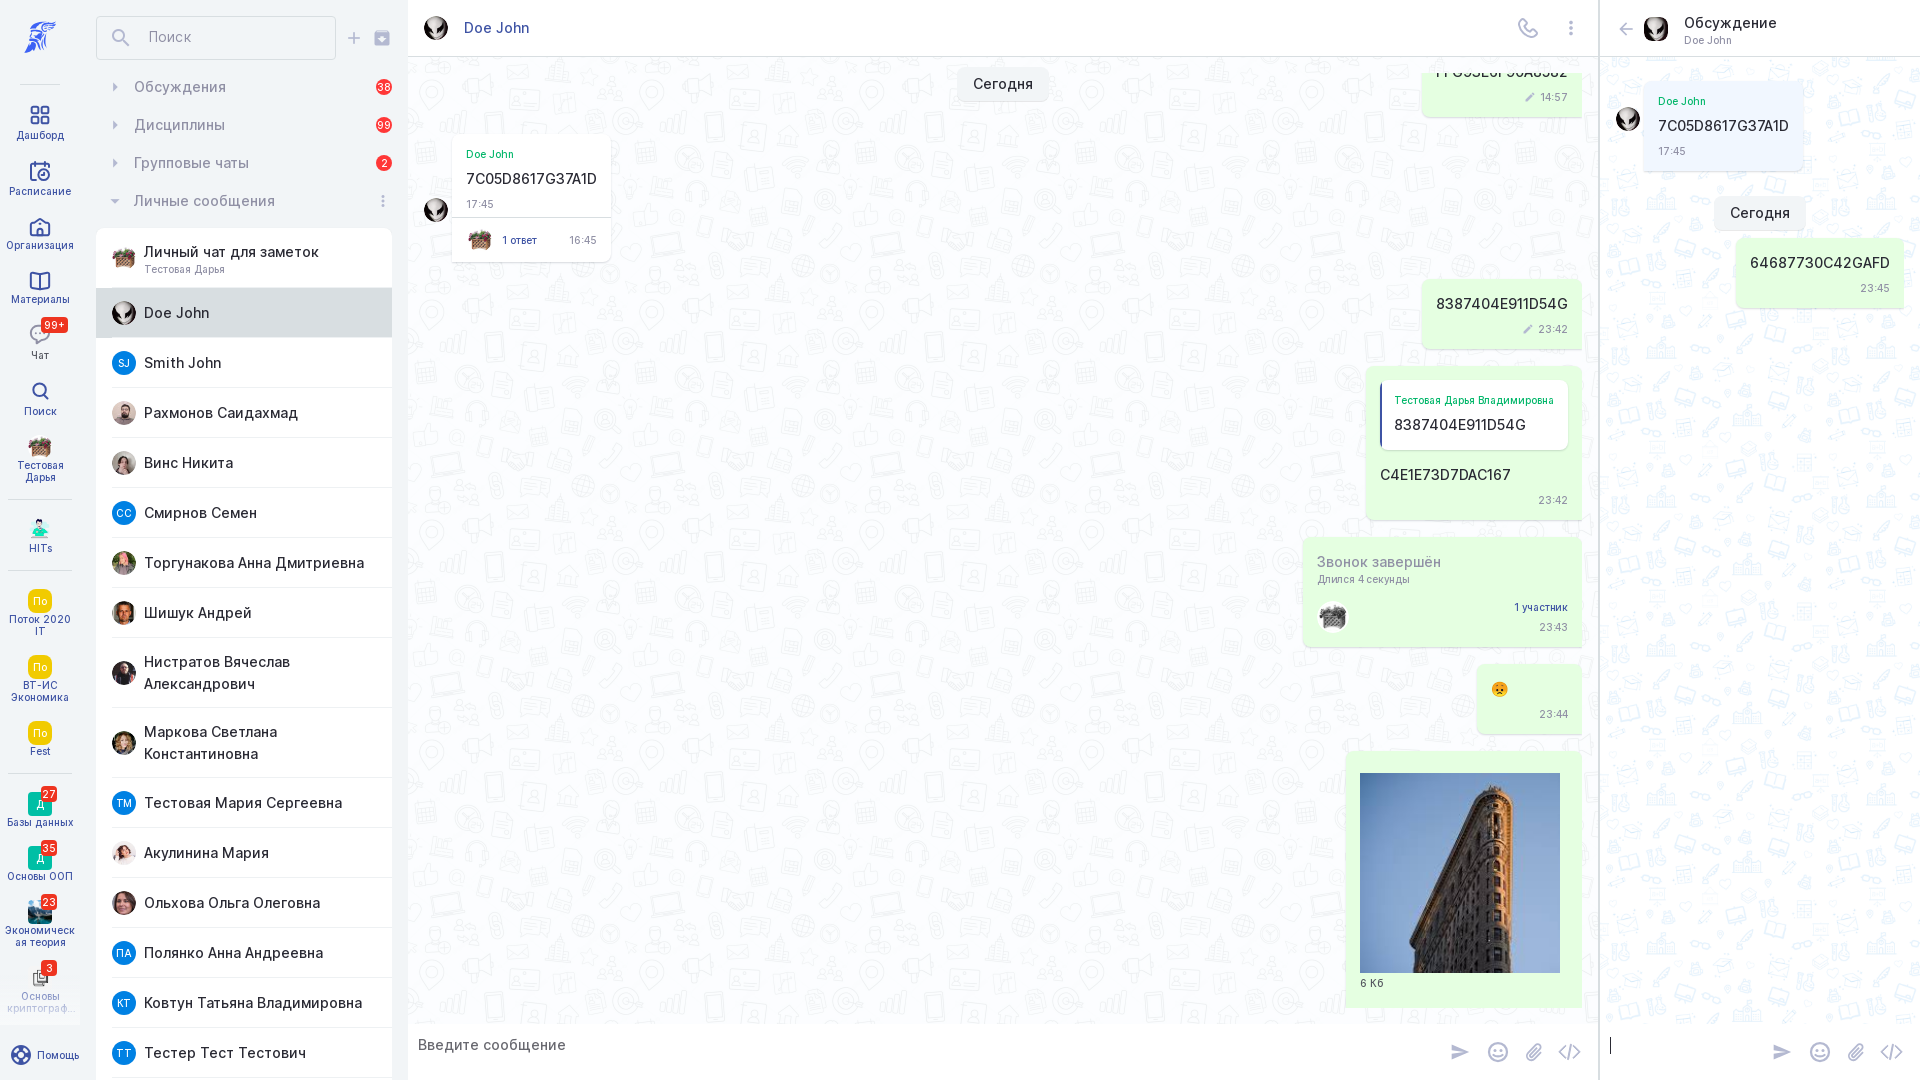 Дашборд
Расписание
Организация
Материалы
99+
Чат
Поиск
Тестовая
Дарья
HITs
По
Поток 2020
IT
По
ВТ-ИС
Экономика
По
Fest
27
Д
Базы данных
35
Д
Основы ООП
23
Экономическ
ая теория
3
Основы
криптограф...
Помощь
Поиск
Обсуждения
38
Дисциплины
99
Групповые чаты
2
Личные сообщения
Личный чат для заметок
Тестовая Дарья
Doe John
SJ
Smith John
Рахмонов Саидахмад
Винс Никита
СС
Смирнов Семен
Торгунакова Анна Дмитриевна
Шишук Андрей
Нистратов Вячеслав
Александрович
Маркова Светлана
Константиновна
ТМ
Тестовая Мария Сергеевна
Акулинина Мария
Ольхова Ольга Олеговна
ПА
Полянко Анна Андреевна
КТ
Ковтун Татьяна Владимировна
ТТ
Тестер Тест Тестович
Doe John
Сегодня
14:57
Doe John
7C05D8617G37A1D
17:45
1 ответ
16:45
8387404E911D54G
23:42
Тестовая Дарья Владимировна
8387404E911D54G
C4E1E73D7DAC167
23:42
Звонок завершён
Длился 4 секунды
1 участник
23:43
23:44
6 Кб
Введите сообщение
Обсуждение
Doe John
Doe John
7C05D8617G37A1D
17:45
Сегодня
64687730C42GAFD
23:45